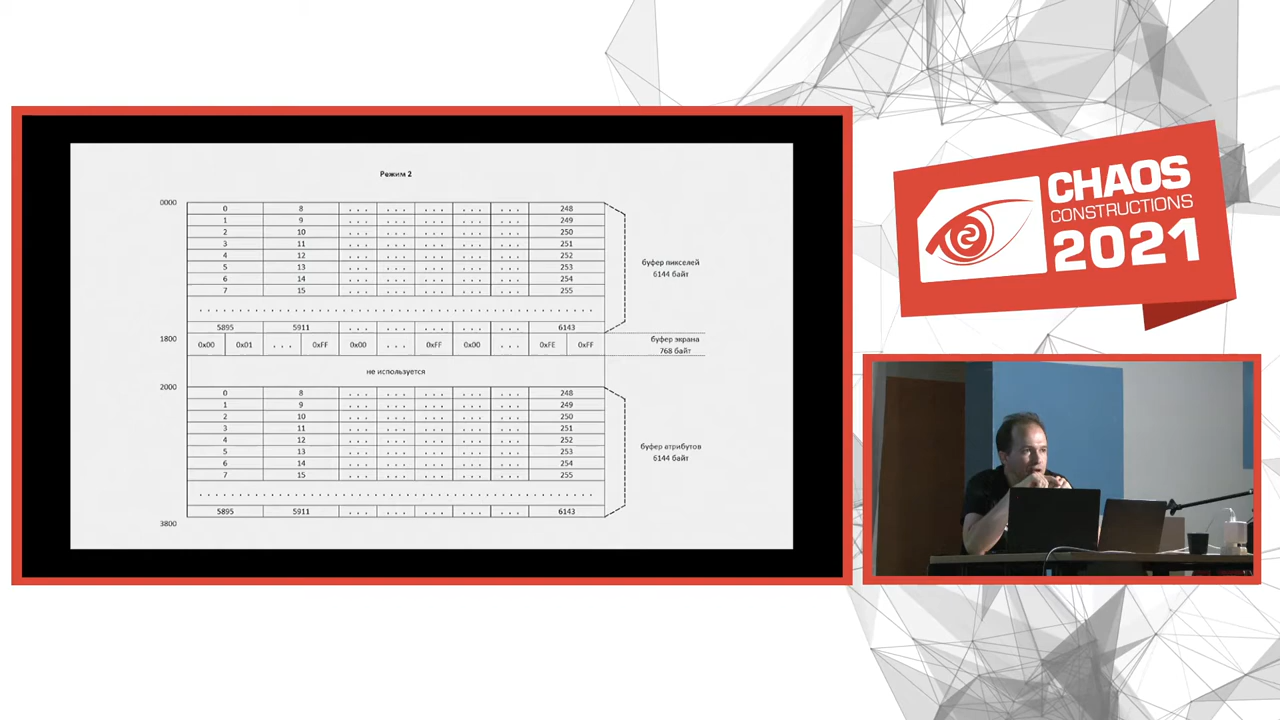 Режим 2
0000
0 8 ... ... ... ... ... 248
1 9 ... ... ... ... ... 249
2 10 ... ... ... ... ... 250
3 11 ... ... ... ... ... 251
4 12 ... ... ... ... ... 252
5 13 ... ... ... ... ... 253
6 14 ... ... ... ... ... 254
7 15 ... ... ... ... ... 255
буфер пикселей
6144 байт
5895 5911 ... ... ... ... ... 6143
1800
0x00 0x01 ... 0xFF 0x00 ... 0xFF 0x00 ... 0xFE 0xFF
буфер экрана
768 байт
не используется
2000
0 8 ... ... ... ... ... 248
1 9 ... ... ... ... ... 249
2 10 ... ... ... ... ... 250
3 11 ... ... ... ... ... 251
4 12 ... ... ... ... ... 252
5 13 ... ... ... ... ... 253
6 14 ... ... ... ... ... 254
7 15 ... ... ... ... ... 255
буфер атрибутов
6144 байт
5895 5911 ... ... ... ... ... 6143
3800
CHAOS
CONSTRUCTIONS
2021